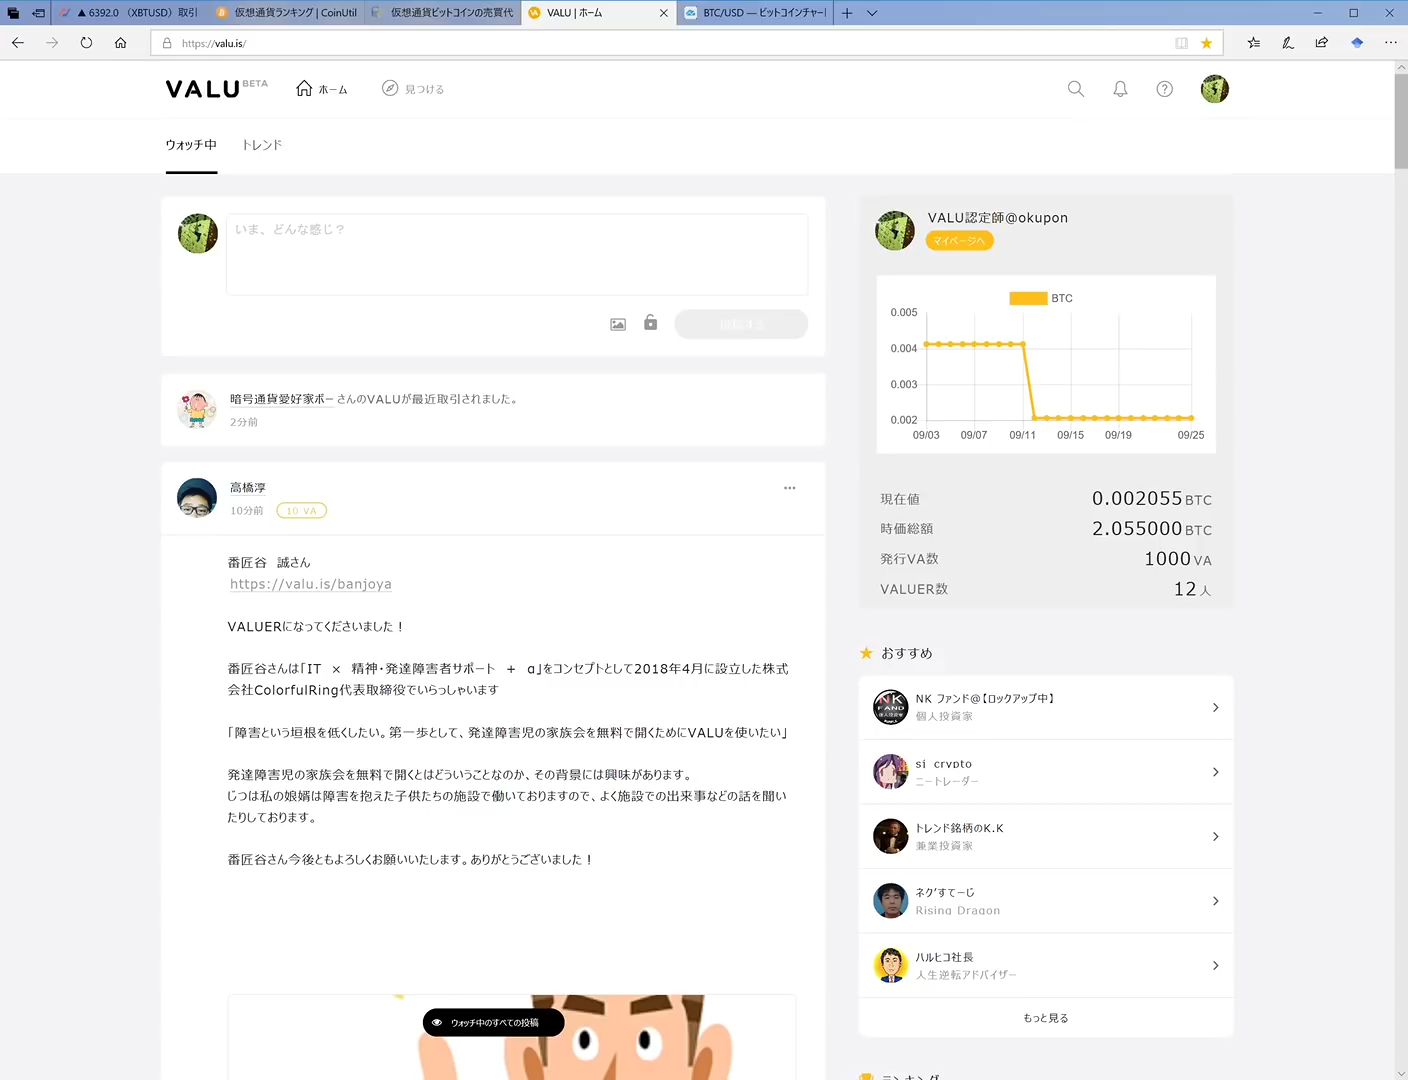 ▲ 6392.0 （XBTUSD）取引
仮想通貨ランキング | CoinUtil
仮想通貨ビットコインの売買代
VALU | ホーム
BTC/USD — ビットコインチャート
https://valu.is/
VALU BETA
ホーム
見つける
ウォッチ中
トレンド
いま、どんな感じ？
投稿する
暗号通貨愛好家ボーさんのVALUが最近取引されました。
2分前
高橋淳
10分前
10 VA
番匠谷　誠さん
https://valu.is/banjoya
VALUERになってくださいました！
番匠谷さんは「IT　×　精神・発達障害者サポート　＋　α」をコンセプトとして2018年4月に設立した株式
会社ColorfulRing代表取締役でいらっしゃいます
「障害という垣根を低くしたい。第一歩として、発達障害児の家族会を無料で開くためにVALUを使いたい」
発達障害児の家族会を無料で開くとはどういうことなのか、その背景には興味があります。
じつは私の娘婿は障害を抱えた子供たちの施設で働いておりますので、よく施設での出来事などの話を聞い
たりしております。
番匠谷さん今後ともよろしくお願いいたします。ありがとうございました！
ウォッチ中のすべての投稿
VALU認定師@okupon
マイページへ
BTC
0.005
0.004
0.003
0.002
09/03 09/07 09/11 09/15 09/19 09/25
現在値 0.002055 BTC
時価総額 2.055000 BTC
発行VA数 1000 VA
VALUER数 12 人
おすすめ
NK ファンド@【ロックアップ中】
個人投資家
si crypto
ニートレーダー
トレンド銘柄のK.K
兼業投資家
ネク'すてーじ
Rising Dragon
ハルヒコ社長
人生逆転アドバイザー
もっと見る
ランキング